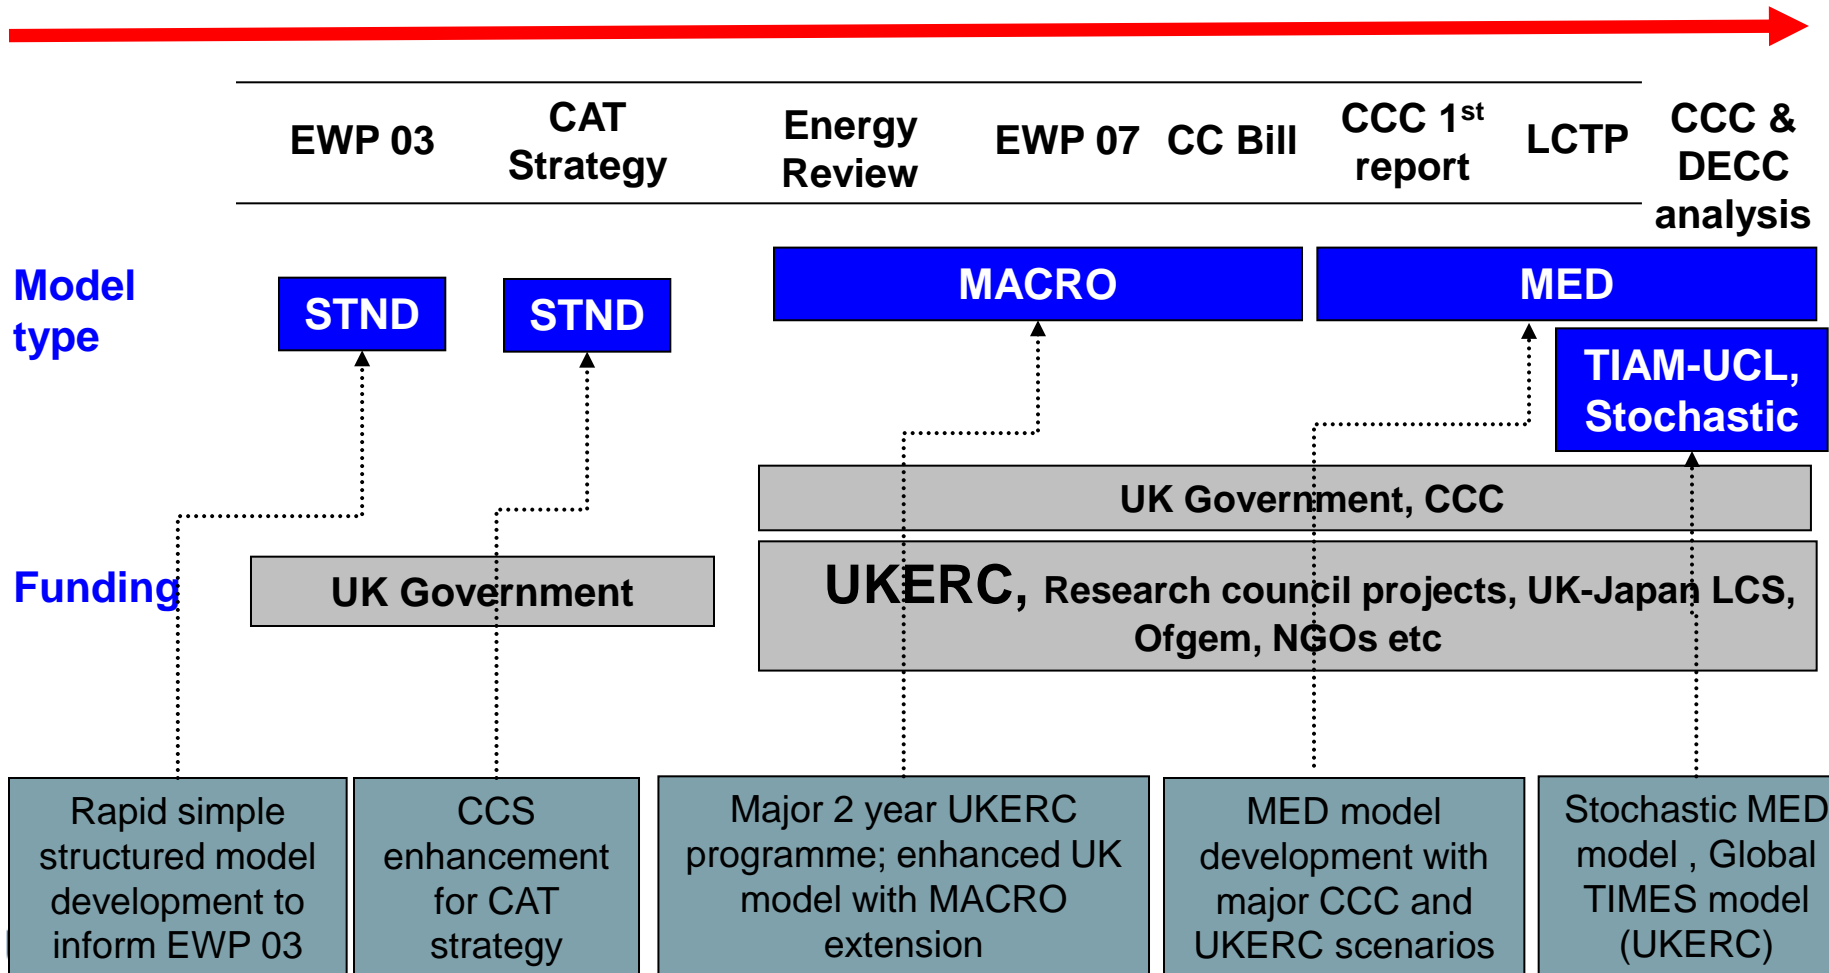 EWP 03
CAT
Strategy
Energy
Review
EWP 07
CC Bill
CCC 1st
report
LCTP
CCC &
DECC
analysis
Model
type
STND
STND
MACRO
MED
TIAM-UCL,
Stochastic
UK Government, CCC
Funding
UK Government
UKERC, Research council projects, UK-Japan LCS,
Ofgem, NGOs etc
Rapid simple
structured model
development to
inform EWP 03
CCS
enhancement
for CAT
strategy
Major 2 year UKERC
programme; enhanced UK
model with MACRO
extension
MED model
development with
major CCC and
UKERC scenarios
Stochastic MED
model , Global
TIMES model
(UKERC)